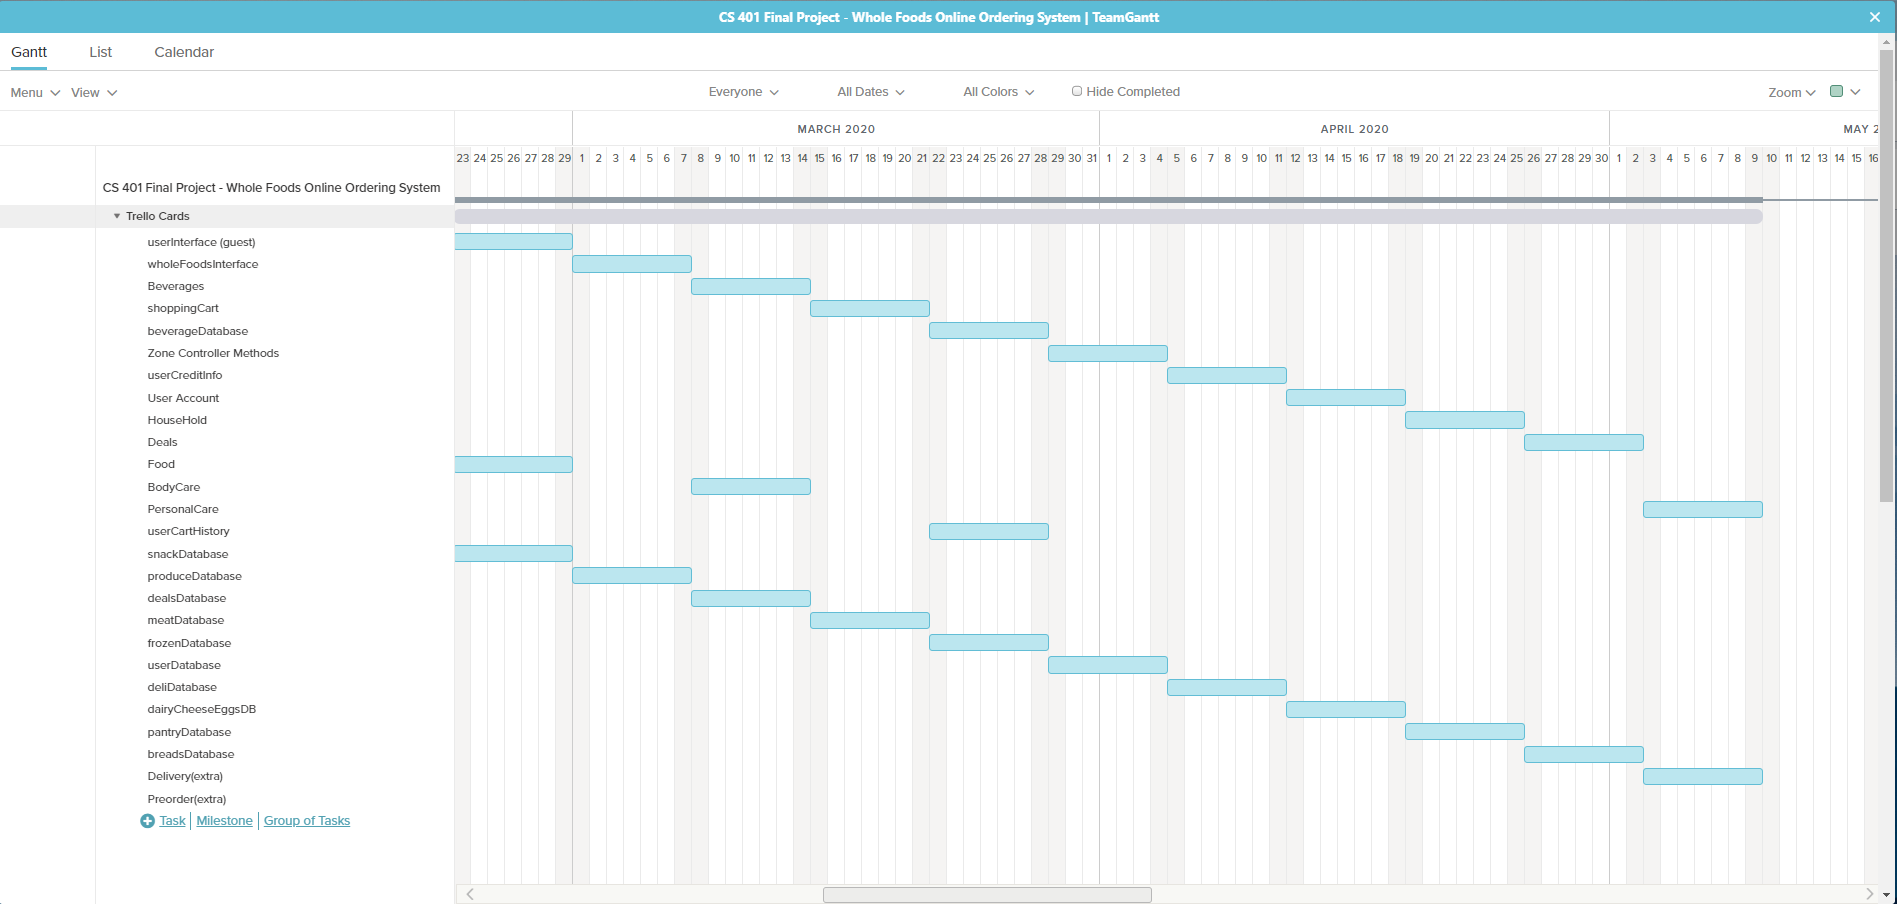 CS 401 Final Project - Whole Foods Online Ordering System | TeamGantt
Gantt List Calendar
Menu View Everyone All Dates All Colors Hide Completed Zoom
MARCH 2020 APRIL 2020 MAY 2
23 24 25 26 27 28 29 1 2 3 4 5 6 7 8 9 10 11 12 13 14 15 16 17 18 19 20 21 22 23 24 25 26 27 28 29 30 31 1 2 3 4 5 6 7 8 9 10 11 12 13 14 15 16 17 18 19 20 21 22 23 24 25 26 27 28 29 30 1 2 3 4 5 6 7 8 9 10 11 12 13 14 15 16
CS 401 Final Project - Whole Foods Online Ordering System
Trello Cards
userInterface (guest)
wholeFoodsInterface
Beverages
shoppingCart
beverageDatabase
Zone Controller Methods
userCreditInfo
User Account
HouseHold
Deals
Food
BodyCare
PersonalCare
userCartHistory
snackDatabase
produceDatabase
dealsDatabase
meatDatabase
frozenDatabase
userDatabase
deliDatabase
dairyCheeseEggsDB
pantryDatabase
breadsDatabase
Delivery(extra)
Preorder(extra)
Task | Milestone | Group of Tasks